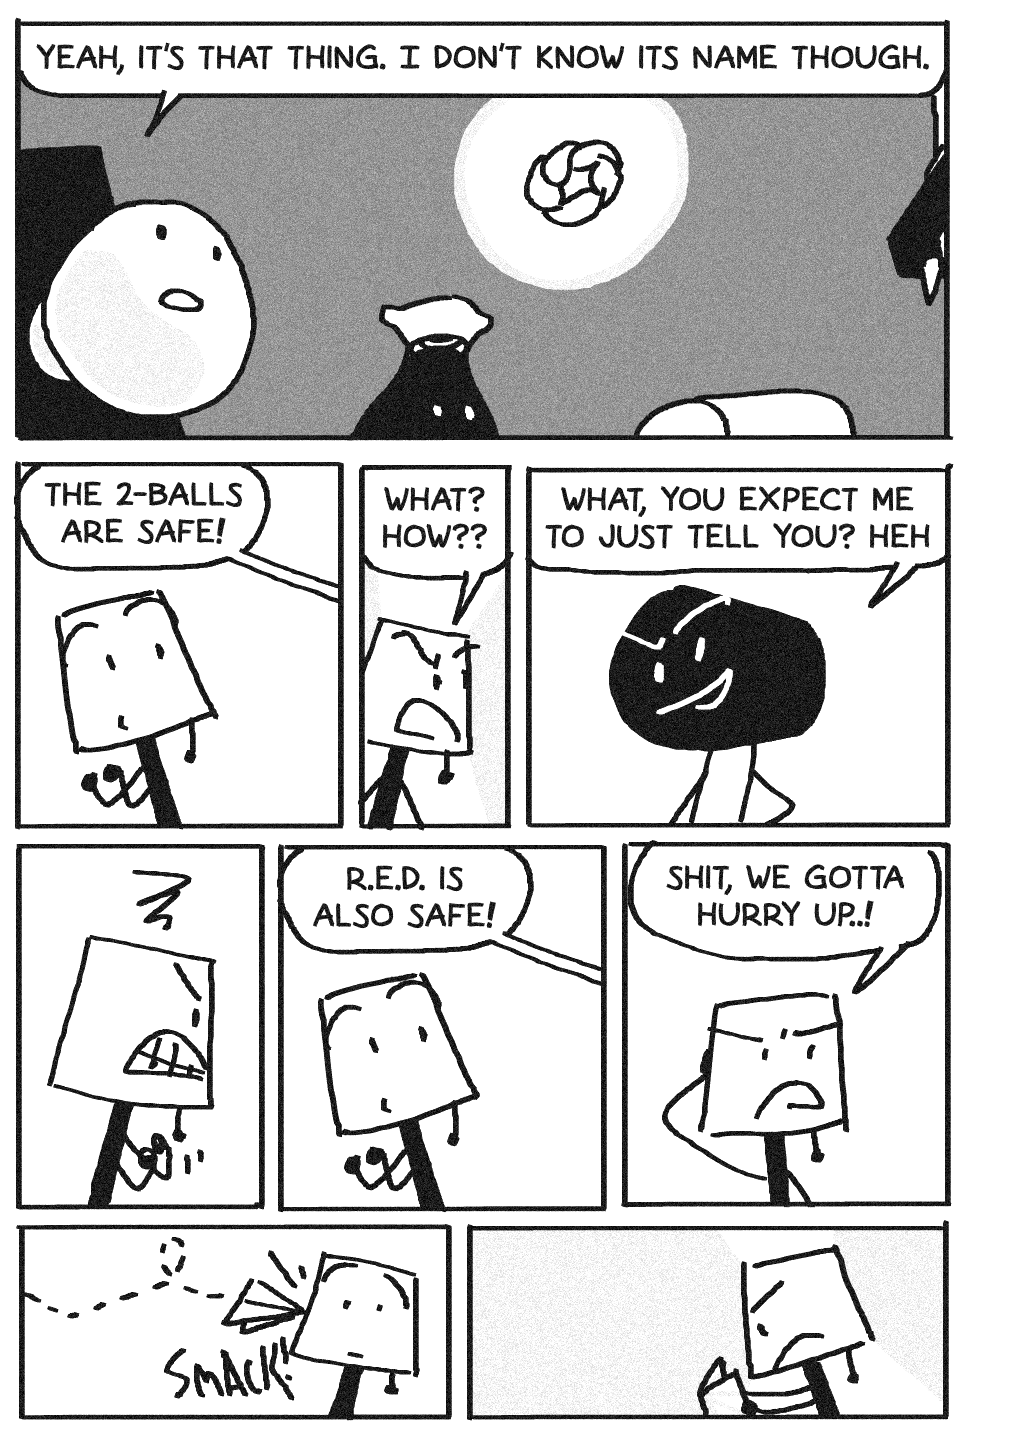 YEAH, IT'S THAT THING. I DON'T KNOW ITS NAME THOUGH.
THE 2-BALLS
ARE SAFE!
WHAT?
HOW??
WHAT, YOU EXPECT ME
TO JUST TELL YOU? HEH
R.E.D. IS
ALSO SAFE!
SHIT, WE GOTTA
HURRY UP..!
SMACK!